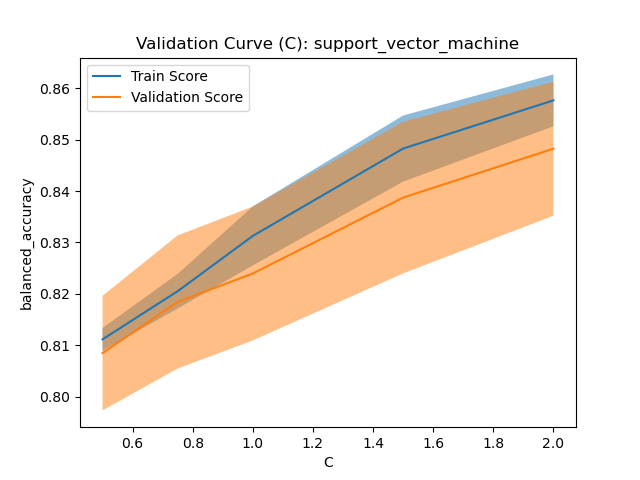 Validation Curve (C): support_vector_machine
Train Score
Validation Score
balanced_accuracy
0.86
0.85
0.84
0.83
0.82
0.81
0.80
0.6 0.8 1.0 1.2 1.4 1.6 1.8 2.0
C